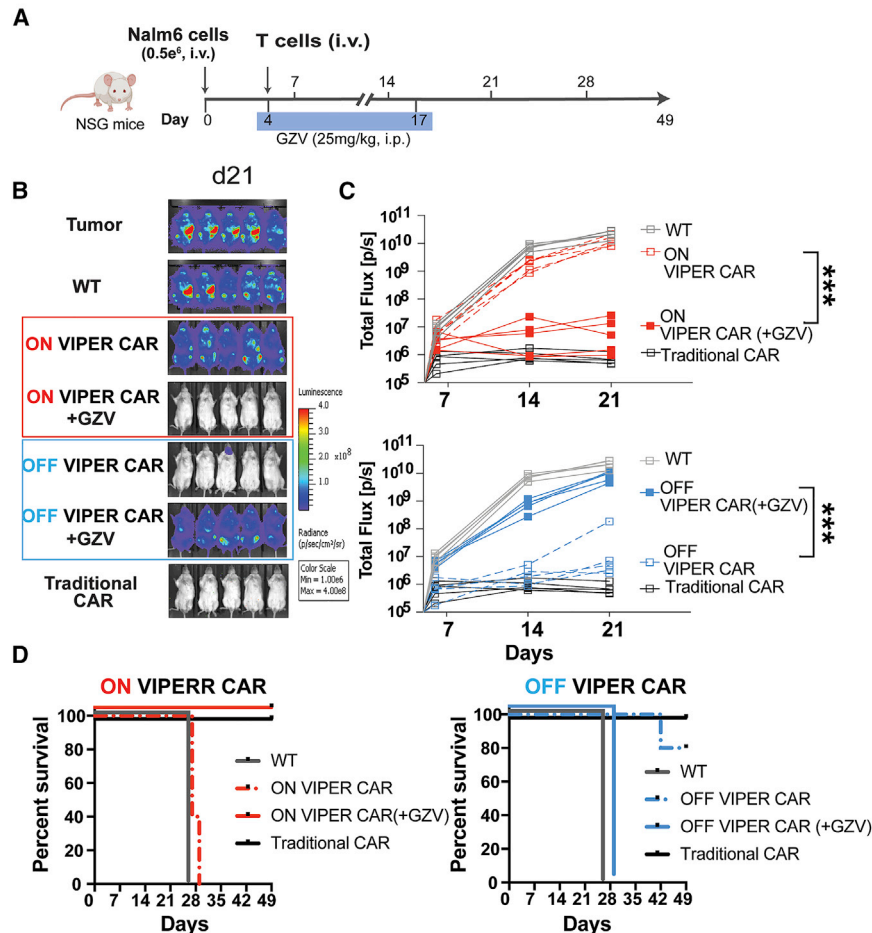 A
Nalm6 cells
(0.5e⁶, i.v.)
T cells (i.v.)
7
14
21
28
NSG mice
Day
0
4
17
49
GZV (25mg/kg, i.p.)
B
d21
Tumor
WT
ON VIPER CAR
ON VIPER CAR
+GZV
OFF VIPER CAR
OFF VIPER CAR
+GZV
Traditional
CAR
Luminescence
4.0
3.0
2.0
x10⁸
1.0
Radiance
(p/sec/cm²/sr)
Color Scale
Min = 1.00e6
Max = 4.00e8
C
Total Flux [p/s]
10¹¹
10¹⁰
10⁹
10⁸
10⁷
10⁶
10⁵
7
14
21
WT
ON
VIPER CAR
ON
VIPER CAR (+GZV)
Traditional CAR
***
Total Flux [p/s]
10¹¹
10¹⁰
10⁹
10⁸
10⁷
10⁶
10⁵
7
14
21
Days
WT
OFF
VIPER CAR(+GZV)
OFF
VIPER CAR
Traditional CAR
***
D
ON VIPERR CAR
Percent survival
100
80
60
40
20
0
0 7 14 21 28 35 42 49
Days
WT
ON VIPER CAR
ON VIPER CAR(+GZV)
Traditional CAR
OFF VIPER CAR
Percent survival
100
80
60
40
20
0
0 7 14 21 28 35 42 49
Days
WT
OFF VIPER CAR
OFF VIPER CAR (+GZV)
Traditional CAR